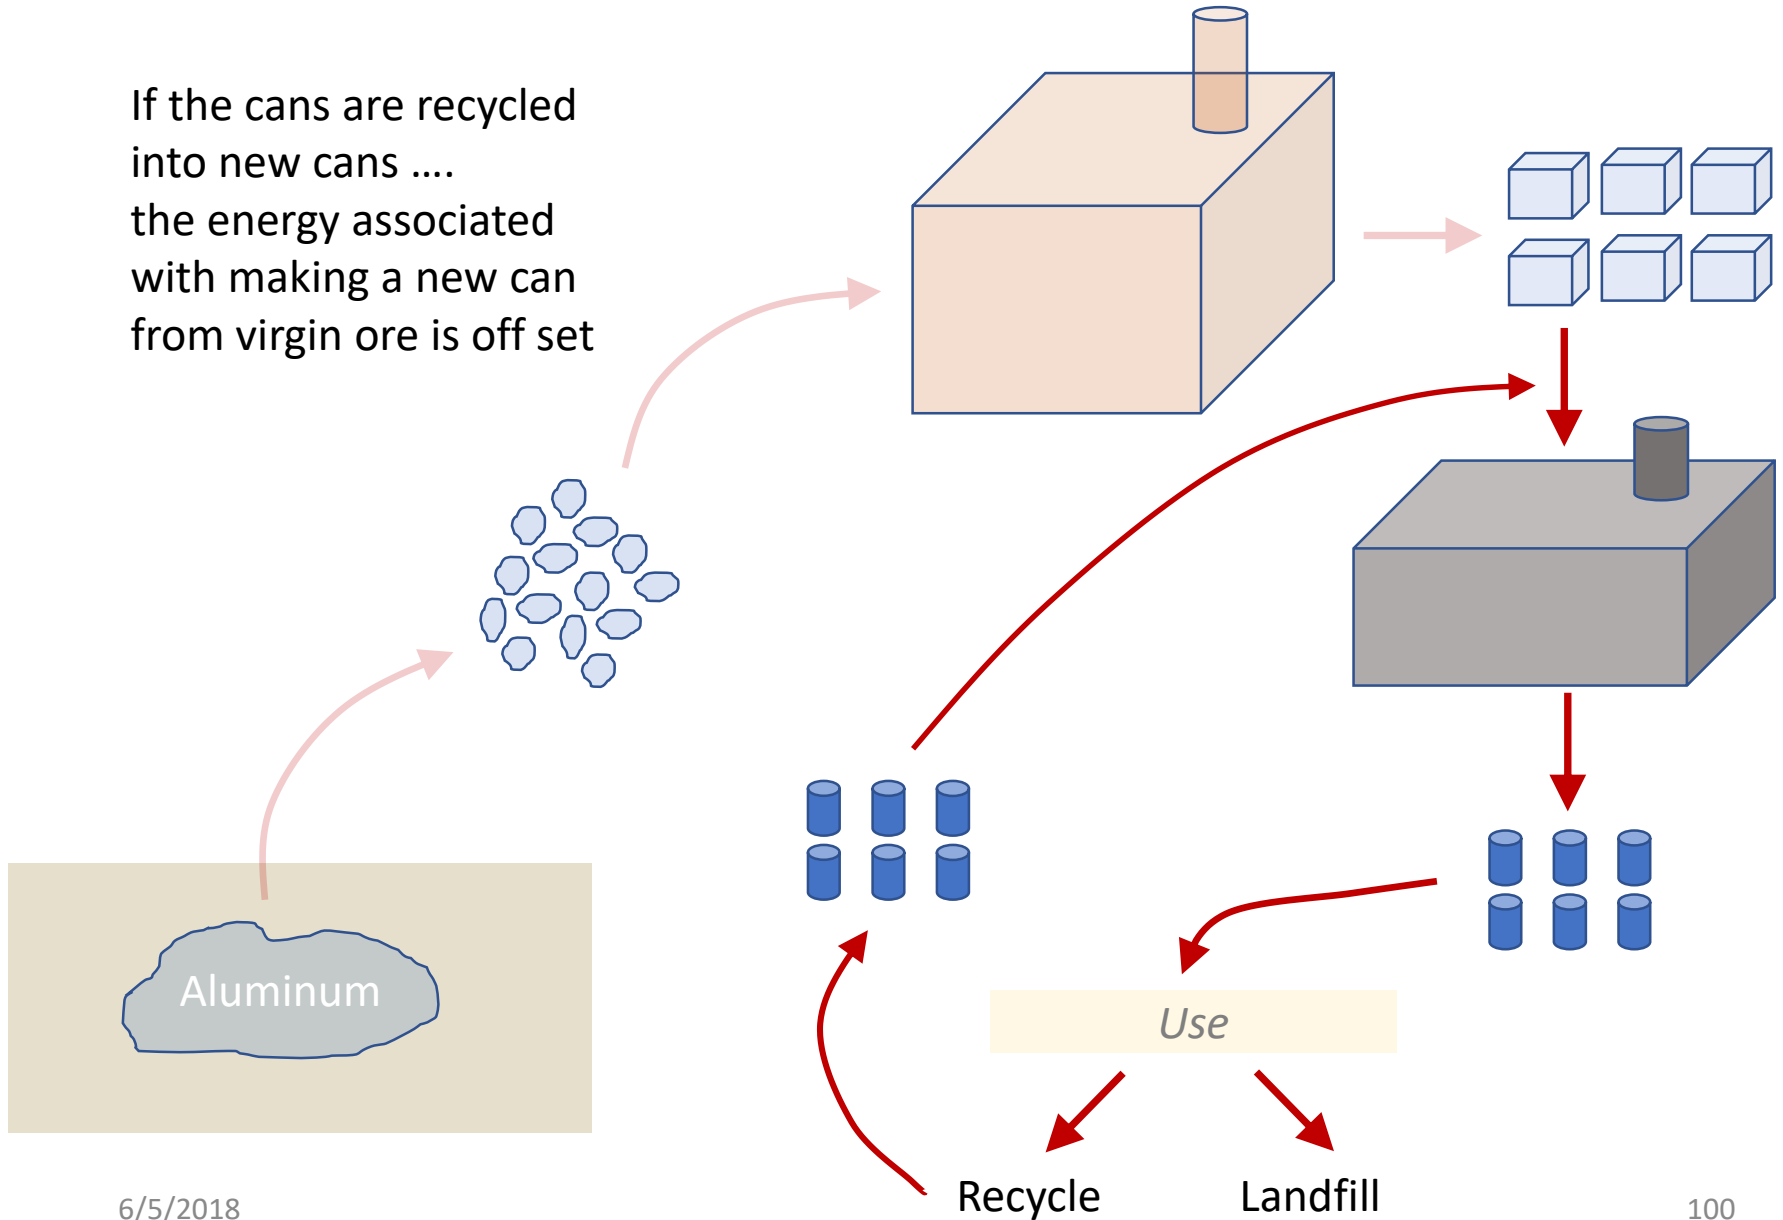 If the cans are recycled
into new cans ....
the energy associated
with making a new can
from virgin ore is off set
Aluminum
Use
Recycle
Landfill
6/5/2018
100